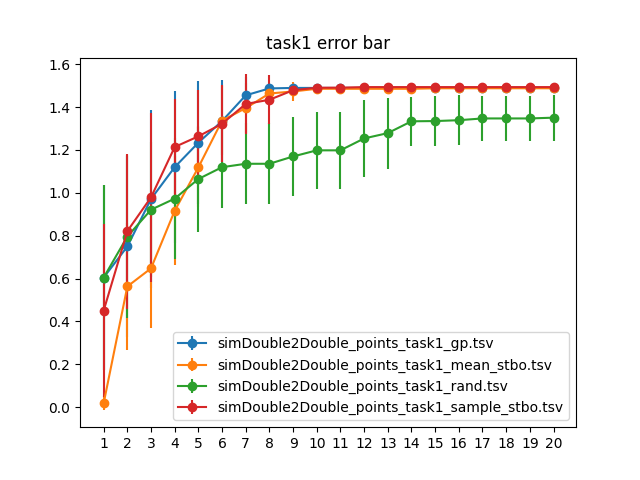 task1 error bar
1.6
1.4
1.2
1.0
0.8
0.6
0.4
0.2
0.0
simDouble2Double_points_task1_gp.tsv
simDouble2Double_points_task1_mean_stbo.tsv
simDouble2Double_points_task1_rand.tsv
simDouble2Double_points_task1_sample_stbo.tsv
1 2 3 4 5 6 7 8 9 10 11 12 13 14 15 16 17 18 19 20